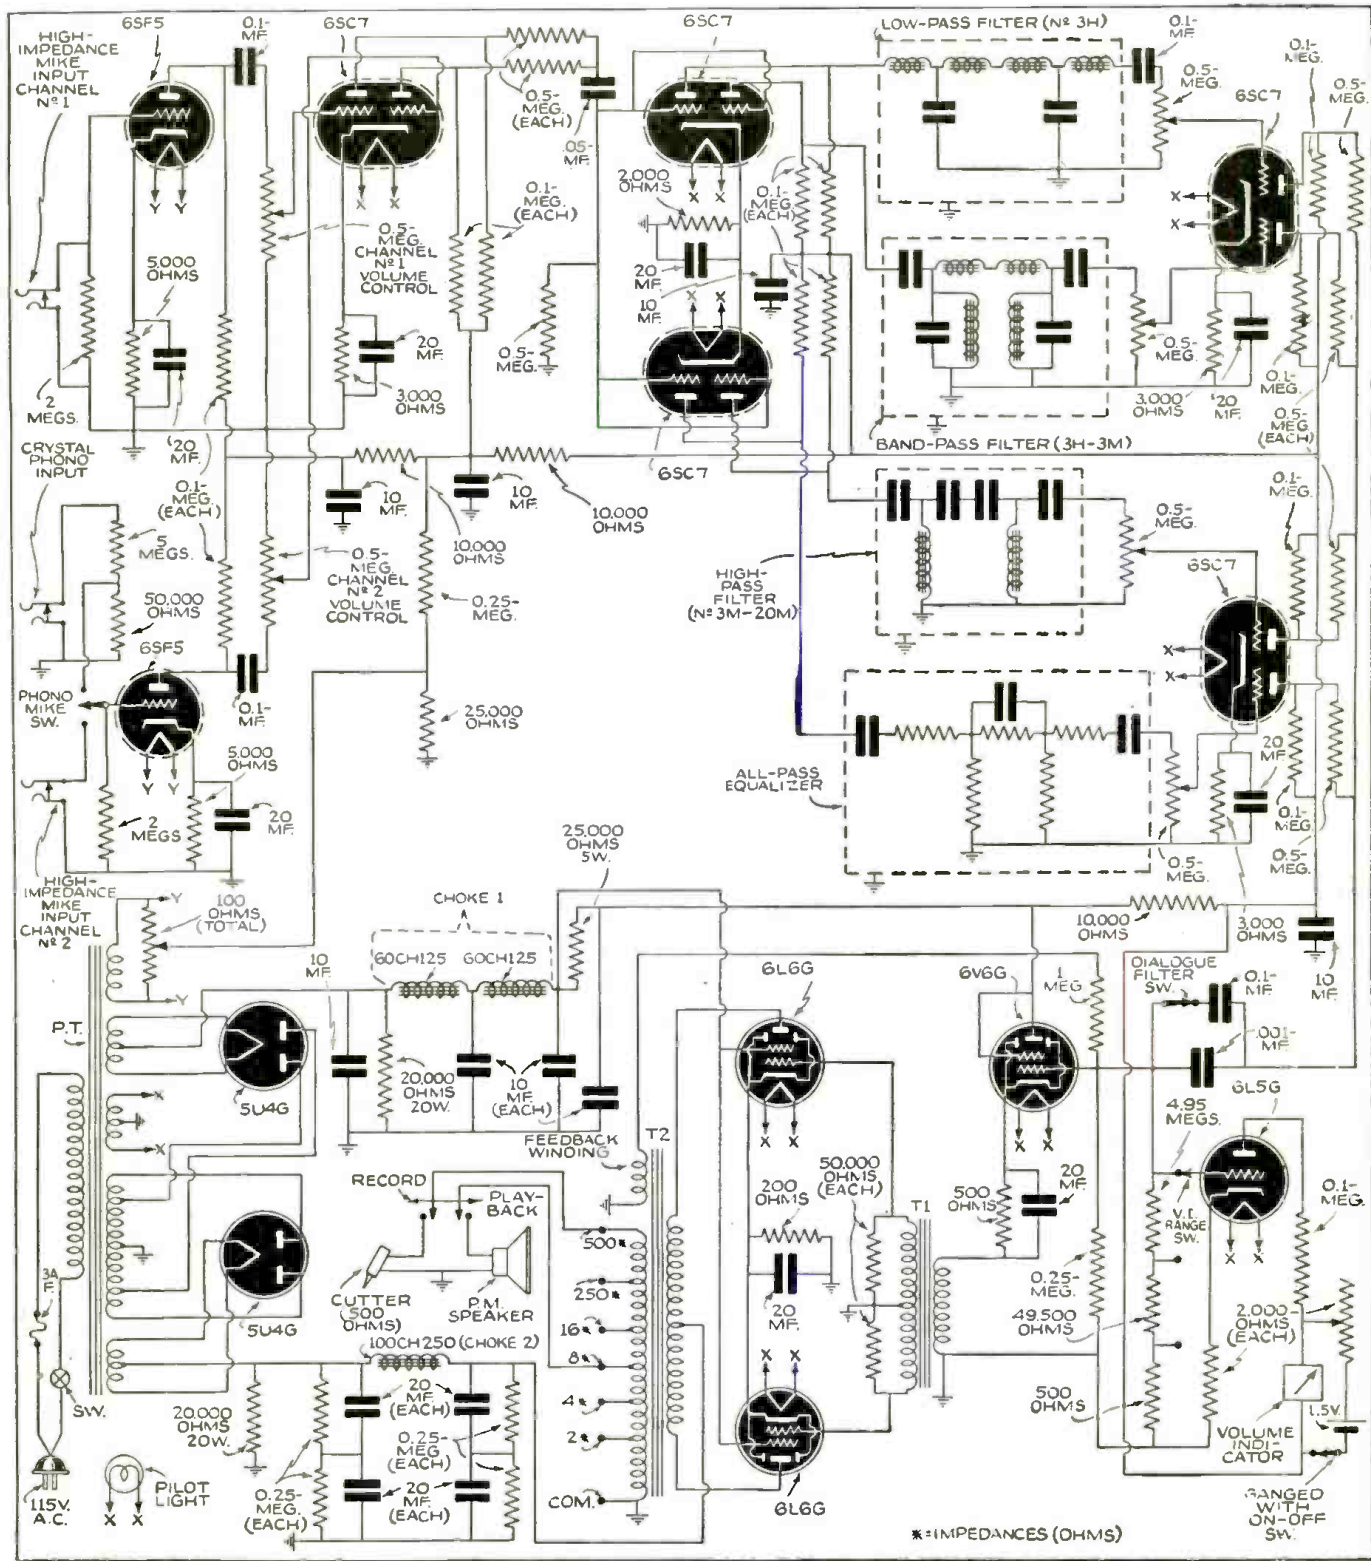 6SF5
0.1-
MF.
6SC7
6SC7
LOW-PASS FILTER (Nº 3H)
0.1-
MF.
0.1-
MEG.
0.5-
MEG.
HIGH-
IMPEDANCE
MIKE
INPUT
CHANNEL
Nº1
0.5-
MEG.
(EACH)
.05-
MF.
0.5-
MEG.
6SC7
Y Y
X X
X X
X
X
5,000
OHMS
0.5-
MEG.
CHANNEL
Nº1
VOLUME
CONTROL
0.1-
MEG.
(EACH)
2,000
OHMS
0.1-
MEG.
(EACH)
20
MF.
10
MF.
X X
2
MEGS.
20
MF.
20
MF.
3,000
OHMS
0.5-
MEG.
0.5-
MEG.
3,000
OHMS
20
MF.
0.1-
MEG.
0.5-
MEG.
(EACH)
CRYSTAL
PHONO
INPUT
0.1-
MEG.
(EACH)
10
MF.
10
MF.
10,000
OHMS
6SC7
BAND-PASS FILTER (3H-3M)
0.1-
MEG.
5
MEGS.
50,000
OHMS
0.5-
MEG.
CHANNEL
Nº 2
VOLUME
CONTROL
10,000
OHMS
0.25-
MEG.
HIGH-
PASS
FILTER
(Nº3M-20M)
0.5-
MEG.
6SC7
6SF5
PHONO
MIKE
SW.
0.1-
MF.
25,000
OHMS
X
X
Y Y
5,000
OHMS
2
MEGS
20
MF.
ALL-PASS
EQUALIZER
20
MF.
0.1-
MEG.
0.5-
MEG.
0.5-
MEG.
3,000
OHMS
HIGH-
IMPEDANCE
MIKE
INPUT
CHANNEL
Nº2
Y
100
OHMS
(TOTAL)
Y
25,000
OHMS
5W.
CHOKE 1
60CH125
60CH125
10
MF.
6L6G
6V6G
1
MEG.
10,000
OHMS
DIALOGUE
FILTER
SW.
0.1-
MF.
10
MF.
.001-
MF.
P.T.
5U4G
X
X
20,000
OHMS
20W.
10
MF.
(EACH)
FEEDBACK
WINDING
T2
X X
X X
6L5G
4.95
MEGS.
RECORD
PLAY-
BACK
200
OHMS
50,000
OHMS
(EACH)
T1
500
OHMS
20
MF.
V.I.
RANGE
SW.
X X
0.1-
MEG.
500*
250*
16*
8*
4*
2*
COM.
3A.
F.
5U4G
CUTTER
(500
OHMS)
P.M.
SPEAKER
20
MF.
X X
0.25-
MEG.
49,500
OHMS
2,000
OHMS
(EACH)
100CH250 (CHOKE 2)
SW.
20,000
OHMS
20W.
20
MF.
(EACH)
0.25-
MEG.
(EACH)
20
MF.
(EACH)
0.25-
MEG.
(EACH)
500
OHMS
1.5V.
VOLUME
INDI-
CATOR
115V.
A.C.
PILOT
LIGHT
X X
6L6G
GANGED
WITH
ON-OFF
SW.
*=IMPEDANCES (OHMS)